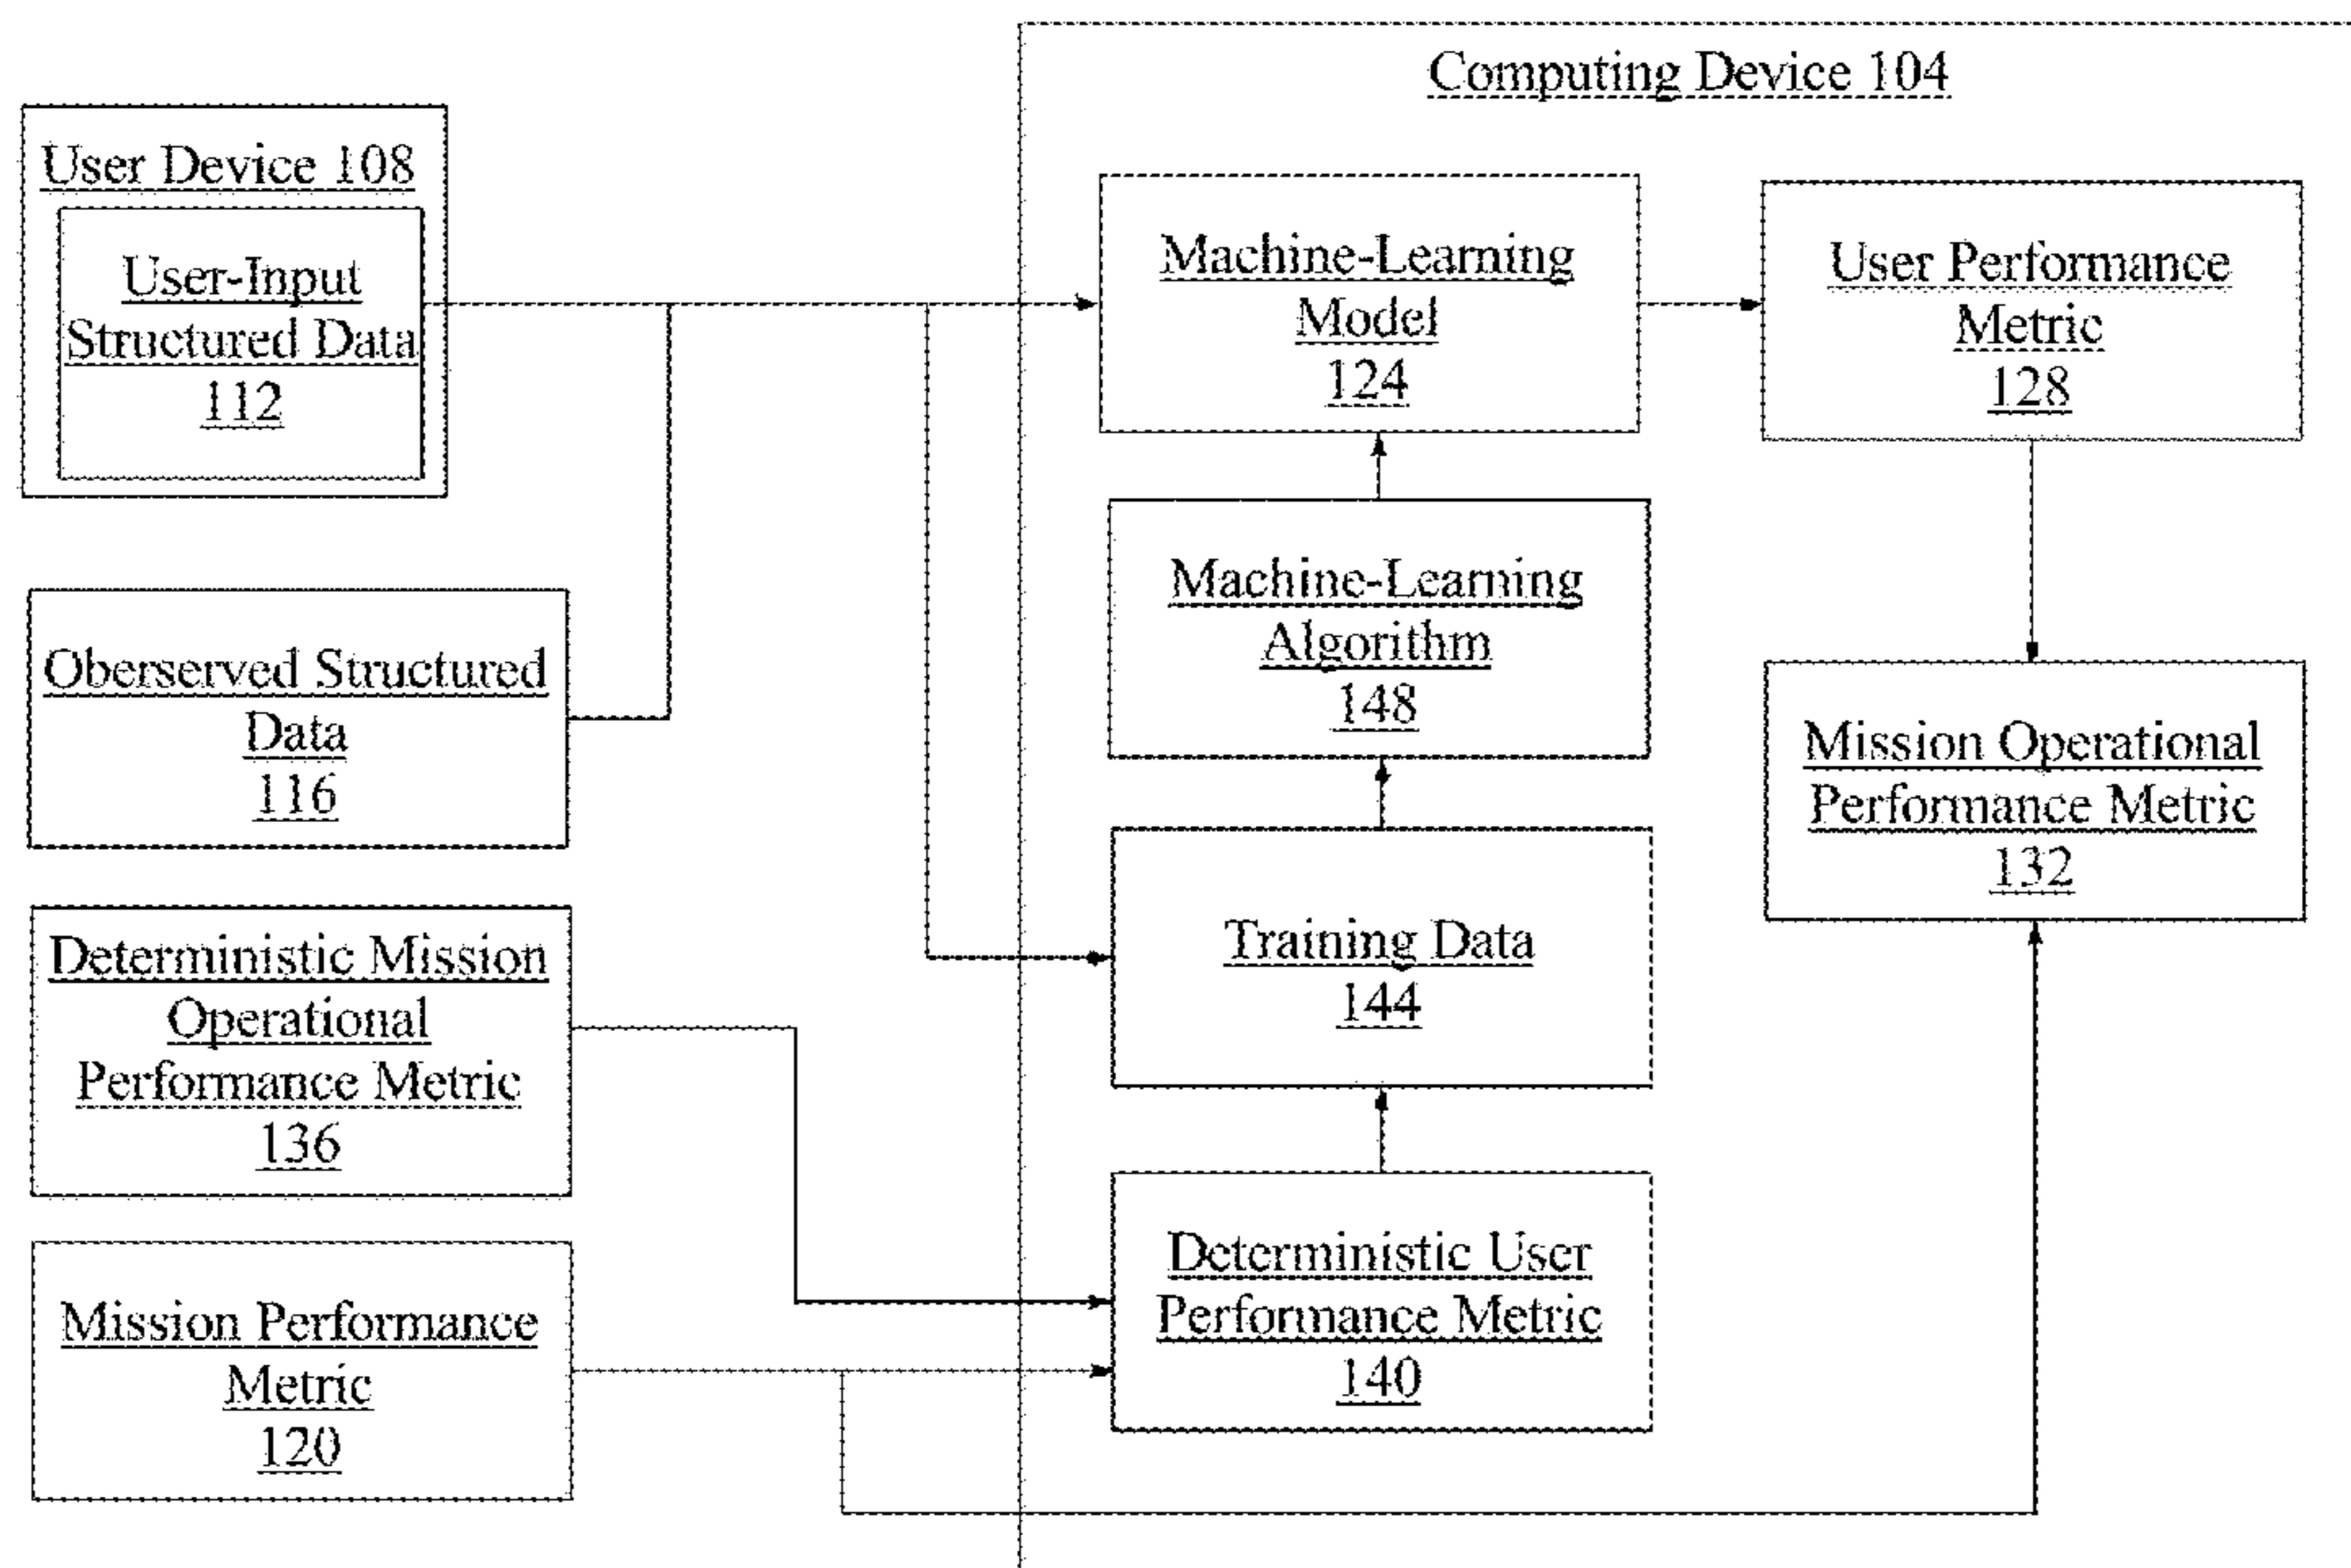 Computing Device 104
User Device 108
User-Input
Structured Data
112
Machine-Learning
Model
124
User Performance
Metric
128
Oberserved Structured
Data
116
Machine-Learning
Algorithm
148
Mission Operational
Performance Metric
132
Deterministic Mission
Operational
Performance Metric
136
Training Data
144
Mission Performance
Metric
120
Deterministic User
Performance Metric
140